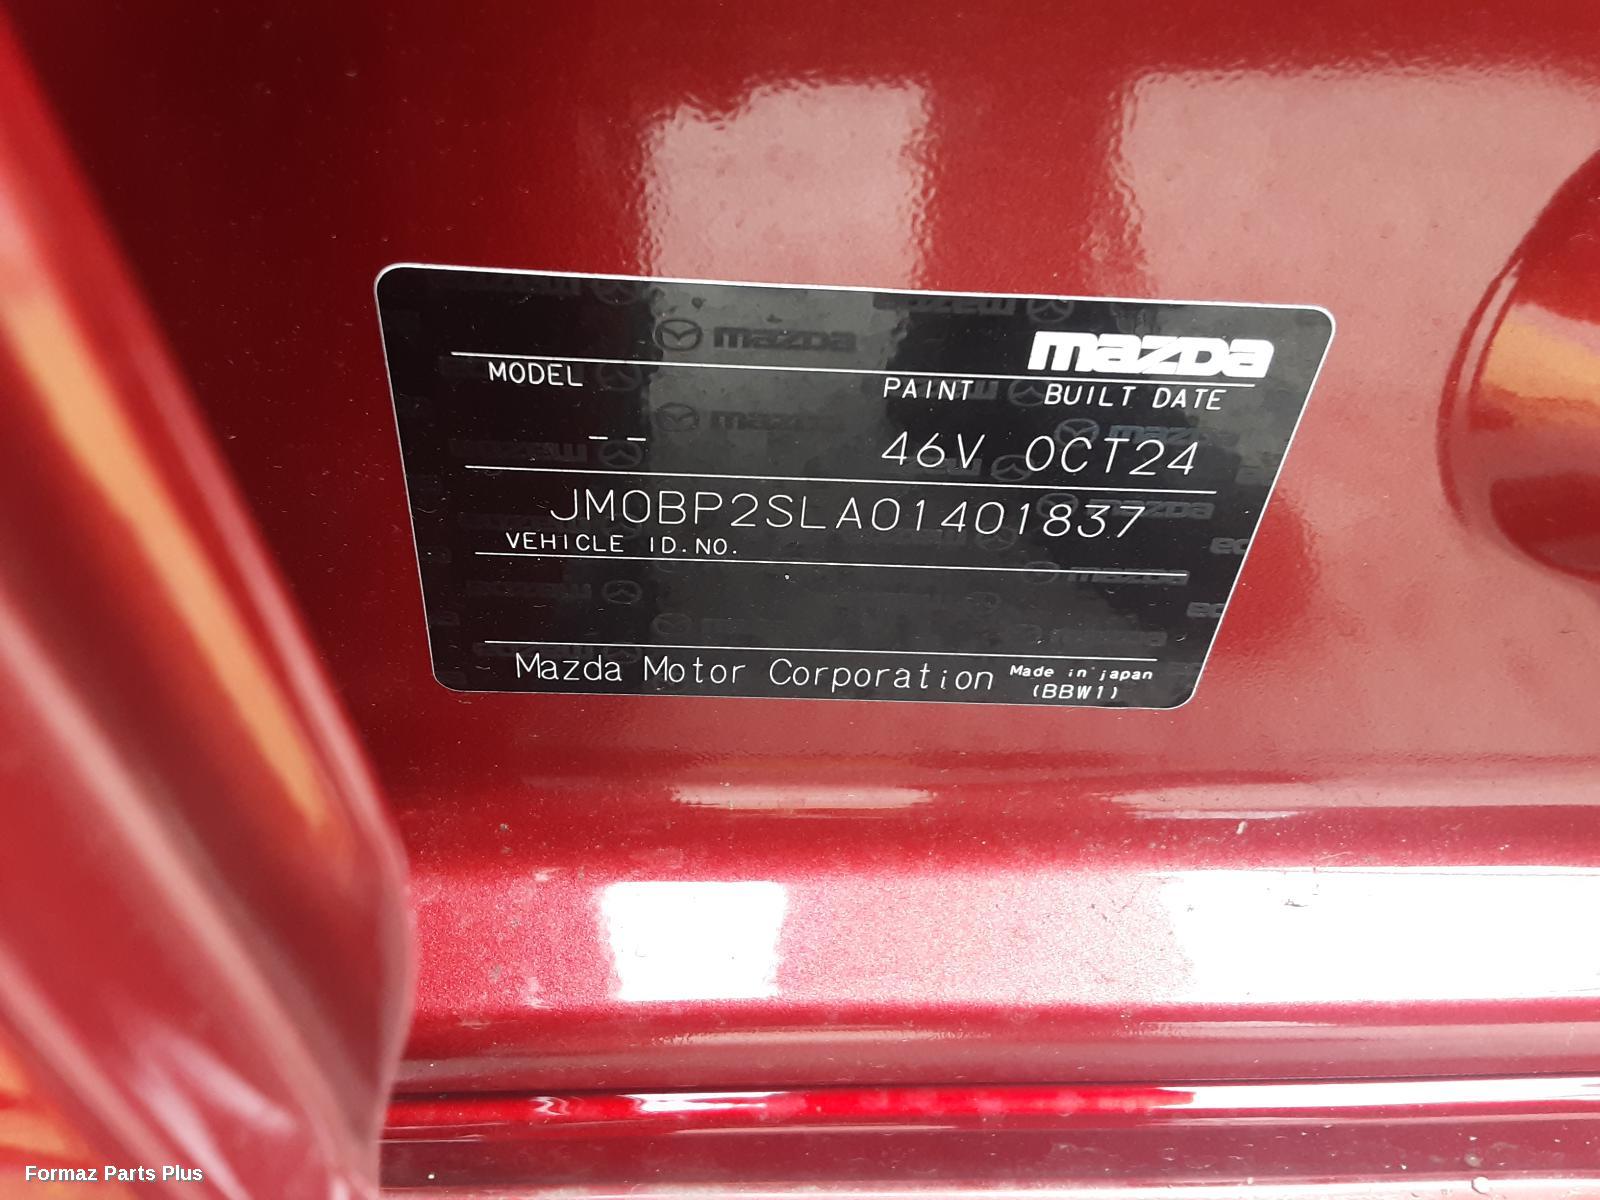 mazda
MODEL PAINT BUILT DATE
-- 46V OCT24
JM0BP2SLA01401837
VEHICLE ID.NO.
Mazda Motor Corporation Made in japan
(BBW1)
Formaz Parts Plus